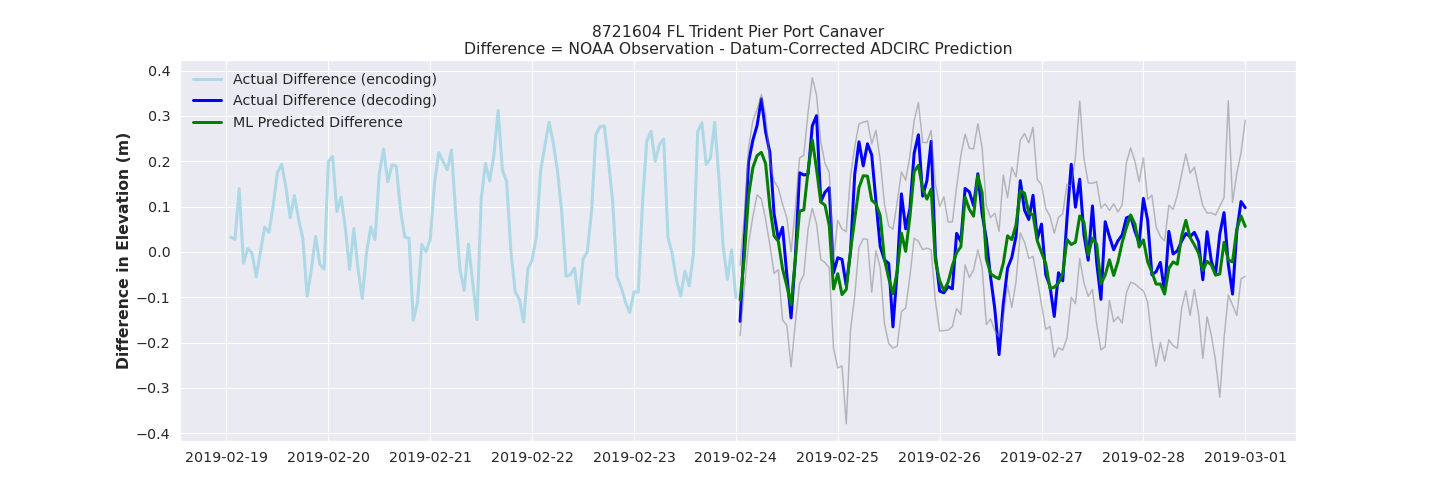 8721604 FL Trident Pier Port Canaver
Difference = NOAA Observation - Datum-Corrected ADCIRC Prediction
Difference in Elevation (m)
0.4
0.3
0.2
0.1
0.0
−0.1
−0.2
−0.3
−0.4
Actual Difference (encoding)
Actual Difference (decoding)
ML Predicted Difference
2019-02-19 2019-02-20 2019-02-21 2019-02-22 2019-02-23 2019-02-24 2019-02-25 2019-02-26 2019-02-27 2019-02-28 2019-03-01